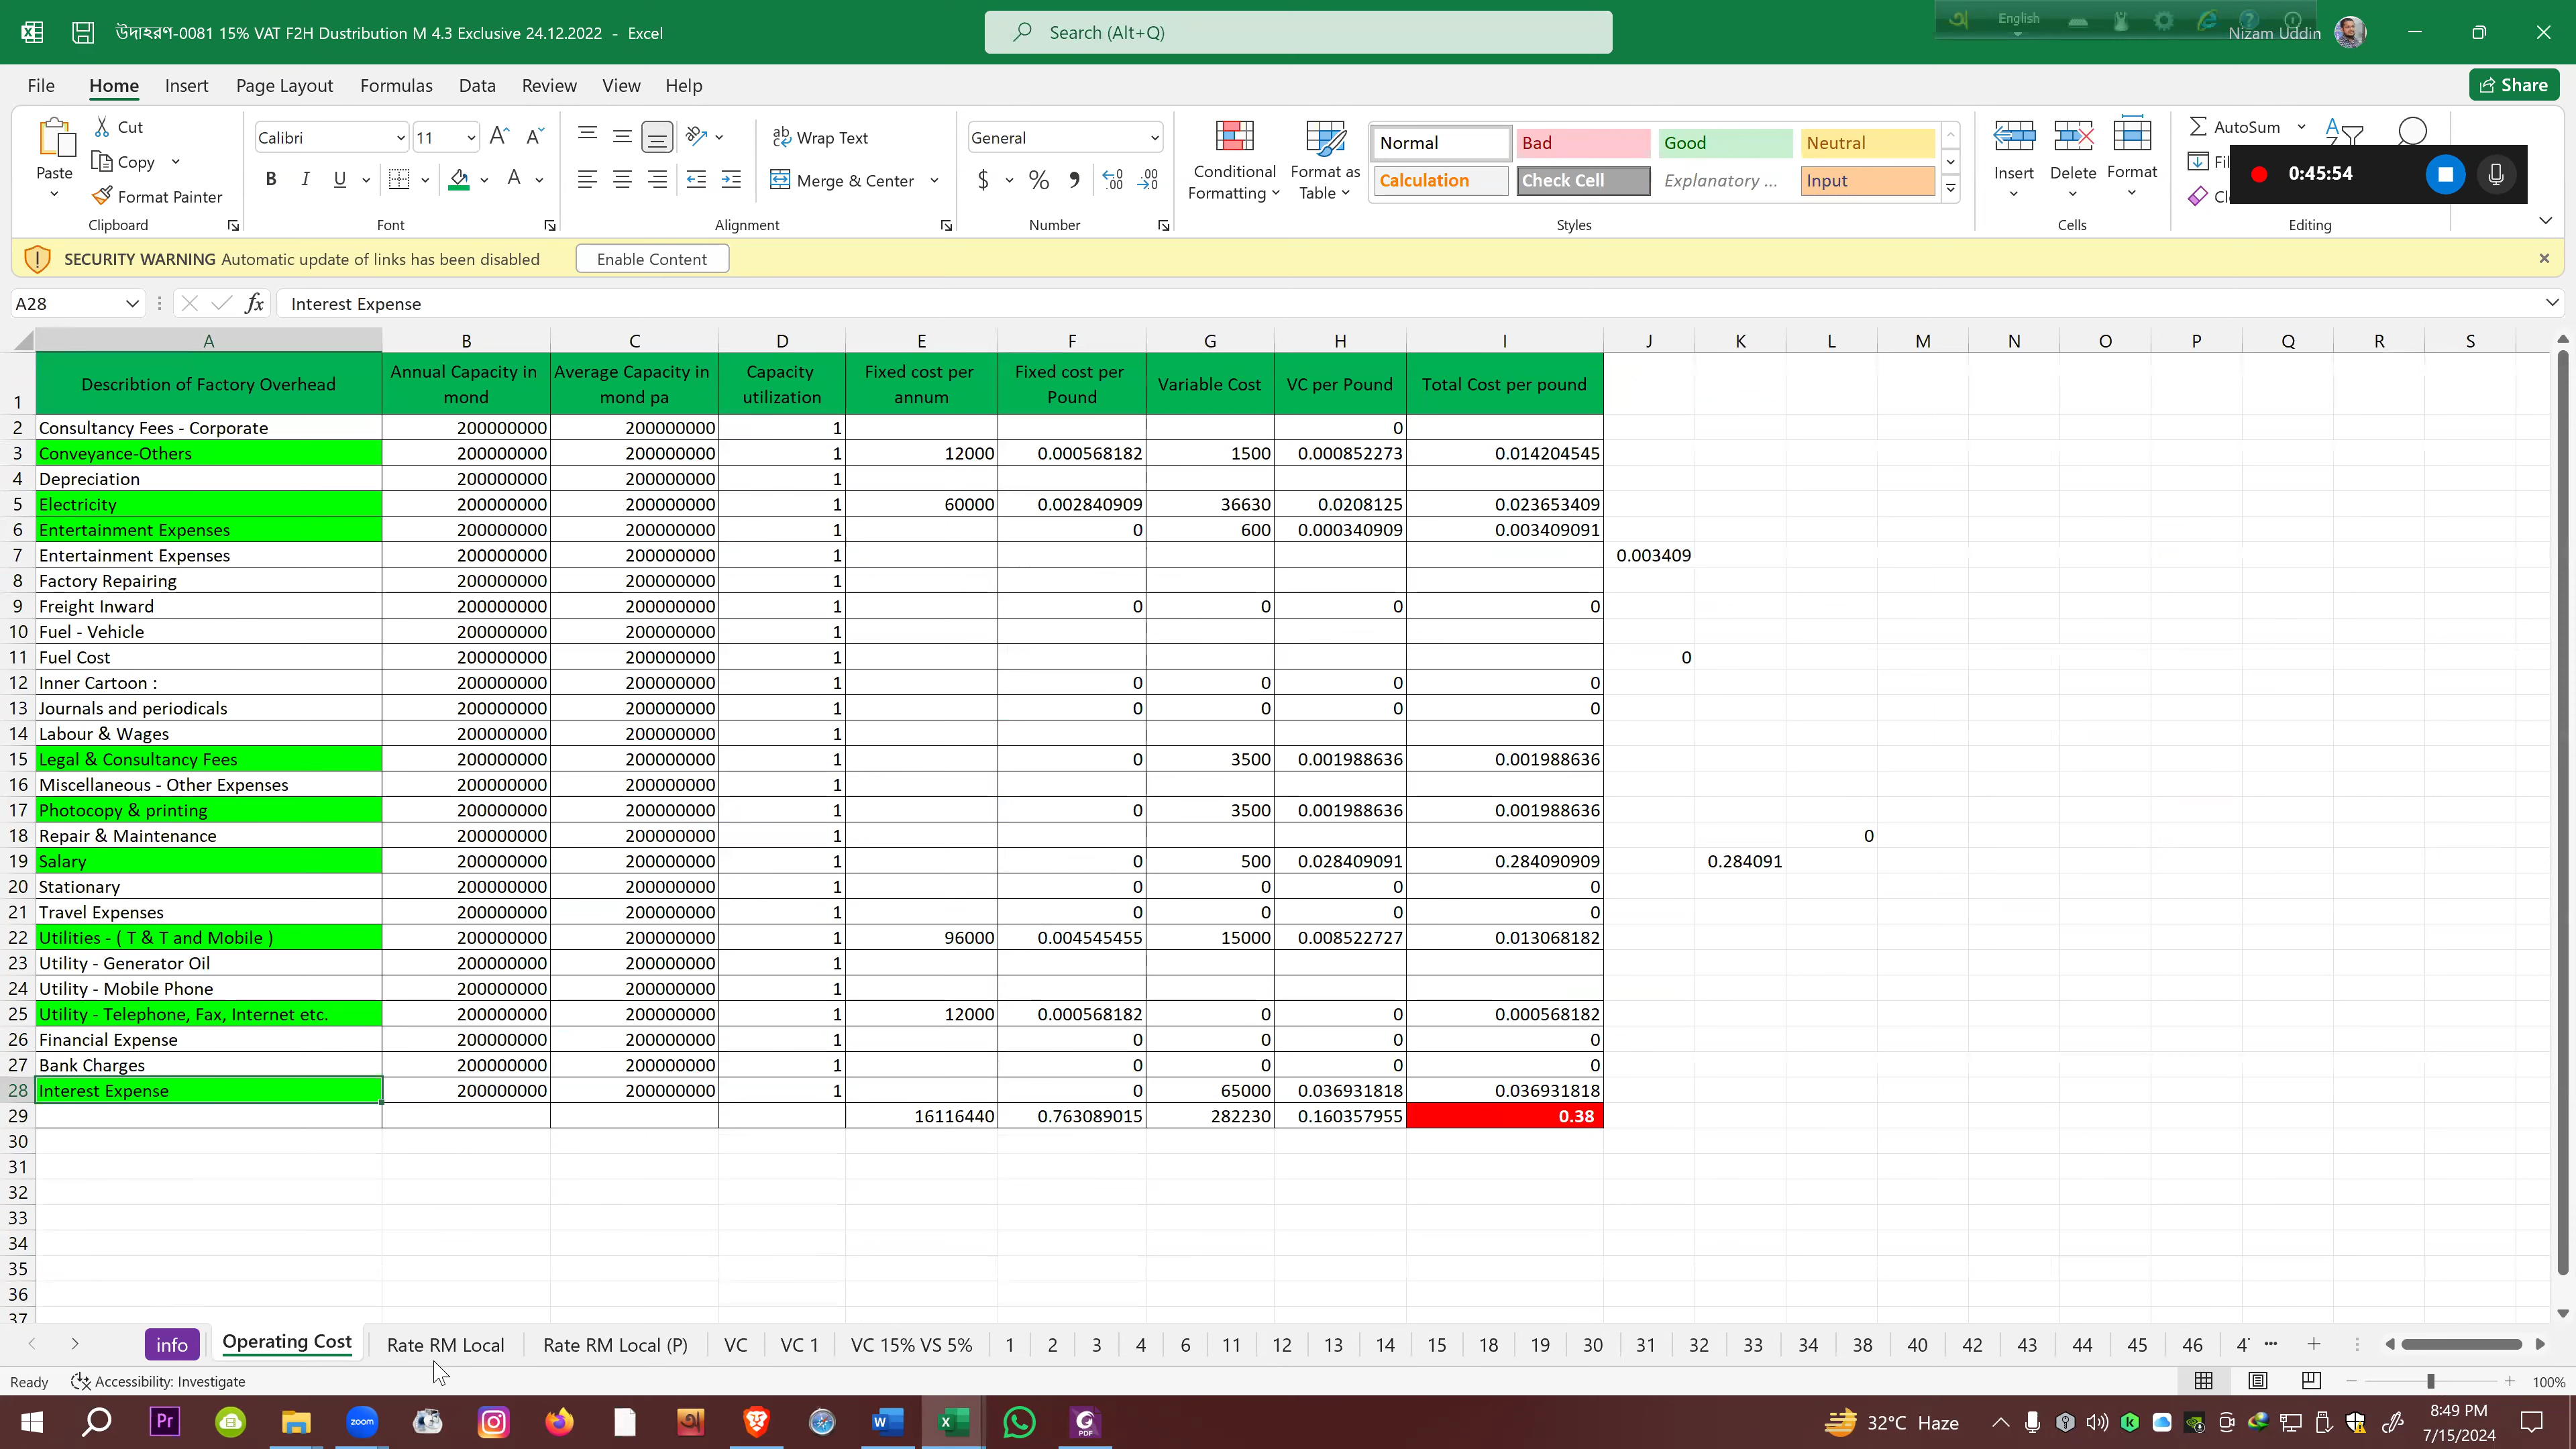 উদাহরণ-0081 15% VAT F2H Dustribution M 4.3 Exclusive 24.12.2022 - Excel
Search (Alt+Q)
English
Nizam Uddin
File Home Insert Page Layout Formulas Data Review View Help
Share
Paste
Cut
Copy
Format Painter
Clipboard
Calibri 11
B I U
Font
Wrap Text
Merge & Center
Alignment
General
$ % 9
Number
Conditional Formatting
Format as Table
Normal Bad Good Neutral
Calculation Check Cell Explanatory ... Input
Styles
Insert Delete Format
Cells
AutoSum
Editing
0:45:54
SECURITY WARNING Automatic update of links has been disabled
Enable Content
A28 fx Interest Expense
A B C D E F G H I J K L M N O P Q R S
1 Describtion of Factory Overhead Annual Capacity in mond Average Capacity in mond pa Capacity utilization Fixed cost per annum Fixed cost per Pound Variable Cost VC per Pound Total Cost per pound
2 Consultancy Fees - Corporate 200000000 200000000 1 0
3 Conveyance-Others 200000000 200000000 1 12000 0.000568182 1500 0.000852273 0.014204545
4 Depreciation 200000000 200000000 1
5 Electricity 200000000 200000000 1 60000 0.002840909 36630 0.0208125 0.023653409
6 Entertainment Expenses 200000000 200000000 1 0 600 0.000340909 0.003409091
7 Entertainment Expenses 200000000 200000000 1 0.003409
8 Factory Repairing 200000000 200000000 1
9 Freight Inward 200000000 200000000 1 0 0 0 0
10 Fuel - Vehicle 200000000 200000000 1
11 Fuel Cost 200000000 200000000 1 0
12 Inner Cartoon : 200000000 200000000 1 0 0 0 0
13 Journals and periodicals 200000000 200000000 1 0 0 0 0
14 Labour & Wages 200000000 200000000 1
15 Legal & Consultancy Fees 200000000 200000000 1 0 3500 0.001988636 0.001988636
16 Miscellaneous - Other Expenses 200000000 200000000 1
17 Photocopy & printing 200000000 200000000 1 0 3500 0.001988636 0.001988636
18 Repair & Maintenance 200000000 200000000 1 0
19 Salary 200000000 200000000 1 0 500 0.028409091 0.284090909 0.284091
20 Stationary 200000000 200000000 1 0 0 0 0
21 Travel Expenses 200000000 200000000 1 0 0 0 0
22 Utilities - ( T & T and Mobile ) 200000000 200000000 1 96000 0.004545455 15000 0.008522727 0.013068182
23 Utility - Generator Oil 200000000 200000000 1
24 Utility - Mobile Phone 200000000 200000000 1
25 Utility - Telephone, Fax, Internet etc. 200000000 200000000 1 12000 0.000568182 0 0 0.000568182
26 Financial Expense 200000000 200000000 1 0 0 0 0
27 Bank Charges 200000000 200000000 1 0 0 0 0
28 Interest Expense 200000000 200000000 1 0 65000 0.036931818 0.036931818
29 16116440 0.763089015 282230 0.160357955 0.38
30
31
32
33
34
35
36
37
info Operating Cost Rate RM Local Rate RM Local (P) VC VC 1 VC 15% VS 5% 1 2 3 4 6 11 12 13 14 15 18 19 30 31 32 33 34 38 40 42 43 44 45 46
Ready Accessibility: Investigate 100%
32°C Haze
8:49 PM
7/15/2024